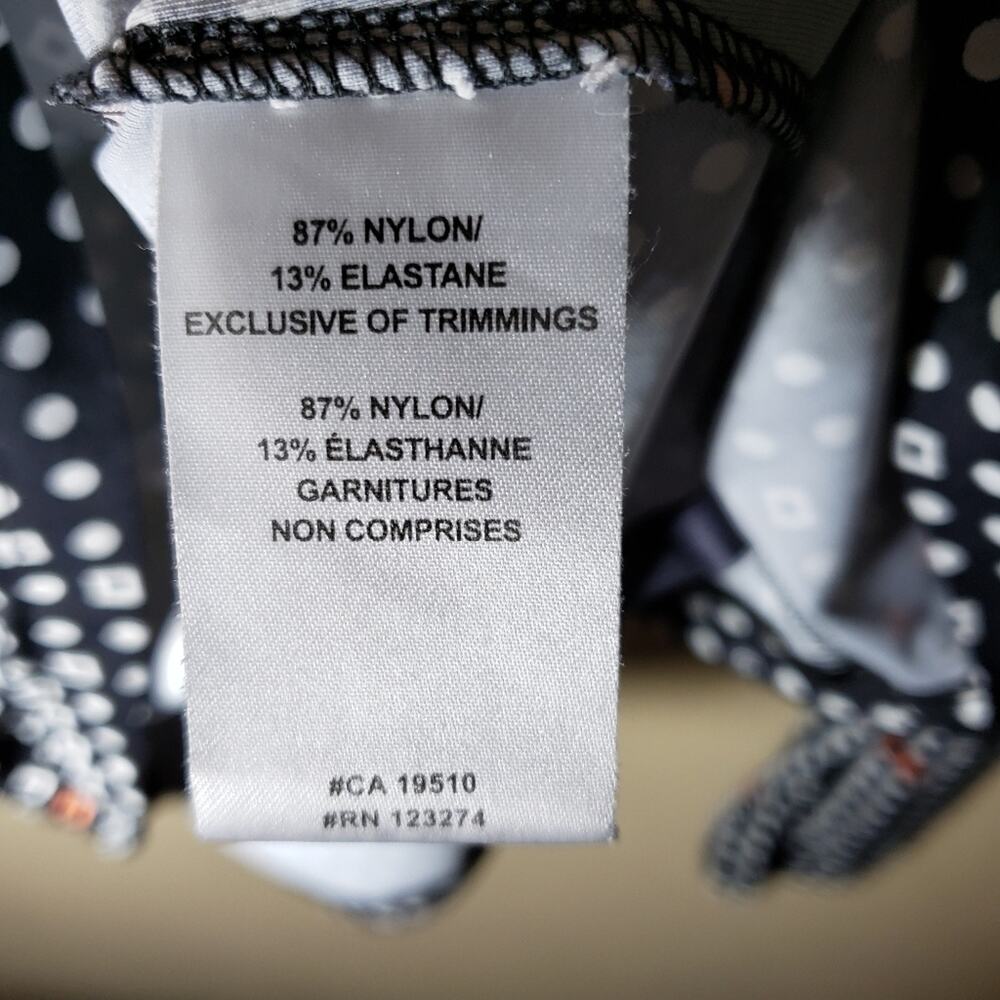 87% NYLON/
13% ELASTANE
EXCLUSIVE OF TRIMMINGS
87% NYLON/
13% ÉLASTHANNE
GARNITURES
NON COMPRISES
#CA 19510
#RN 123274